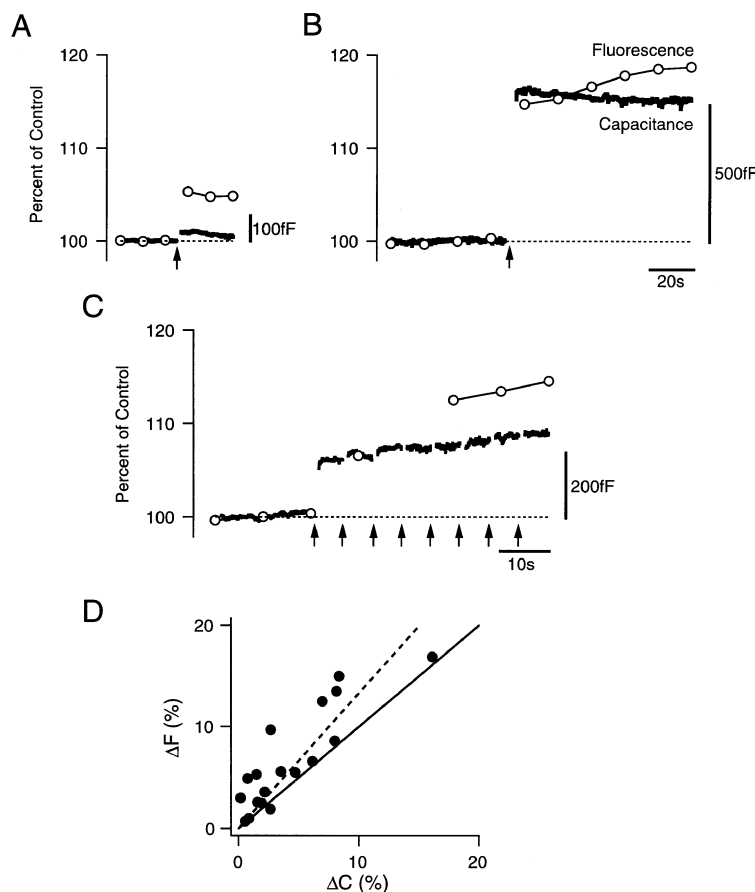 A
B
120
110
100
Percent of Control
100fF
120
110
100
Fluorescence
Capacitance
500fF
20s
C
120
110
100
Percent of Control
200fF
10s
D
20
10
0
ΔF (%)
0
10
20
ΔC (%)